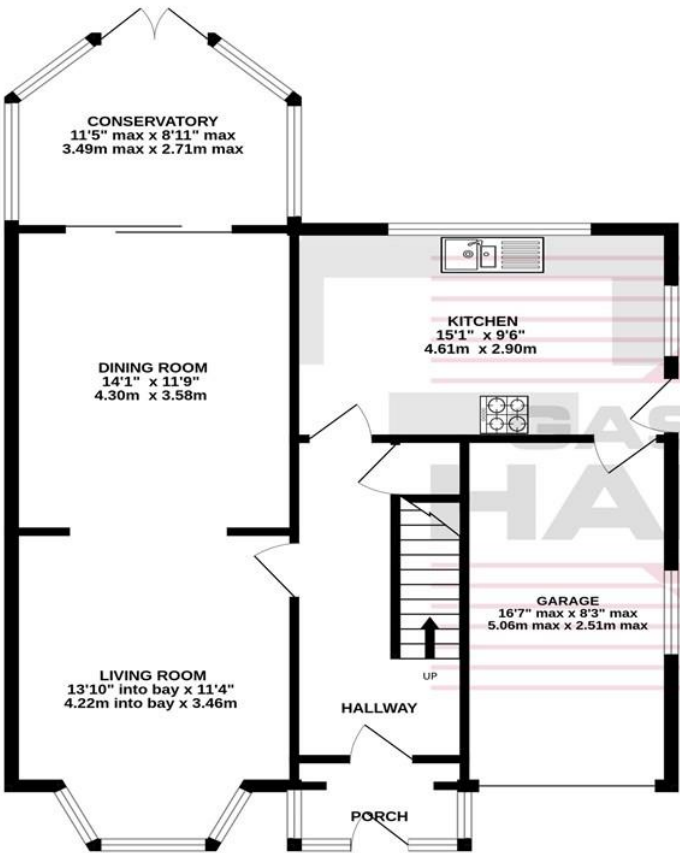 CONSERVATORY
11'5" max x 8'11" max
3.49m max x 2.71m max
KITCHEN
15'1" x 9'6"
4.61m x 2.90m
DINING ROOM
14'1" x 11'9"
4.30m x 3.58m
GAS
HA
GARAGE
16'7" max x 8'3" max
5.06m max x 2.51m max
LIVING ROOM
13'10" into bay x 11'4"
4.22m into bay x 3.46m
UP
HALLWAY
PORCH